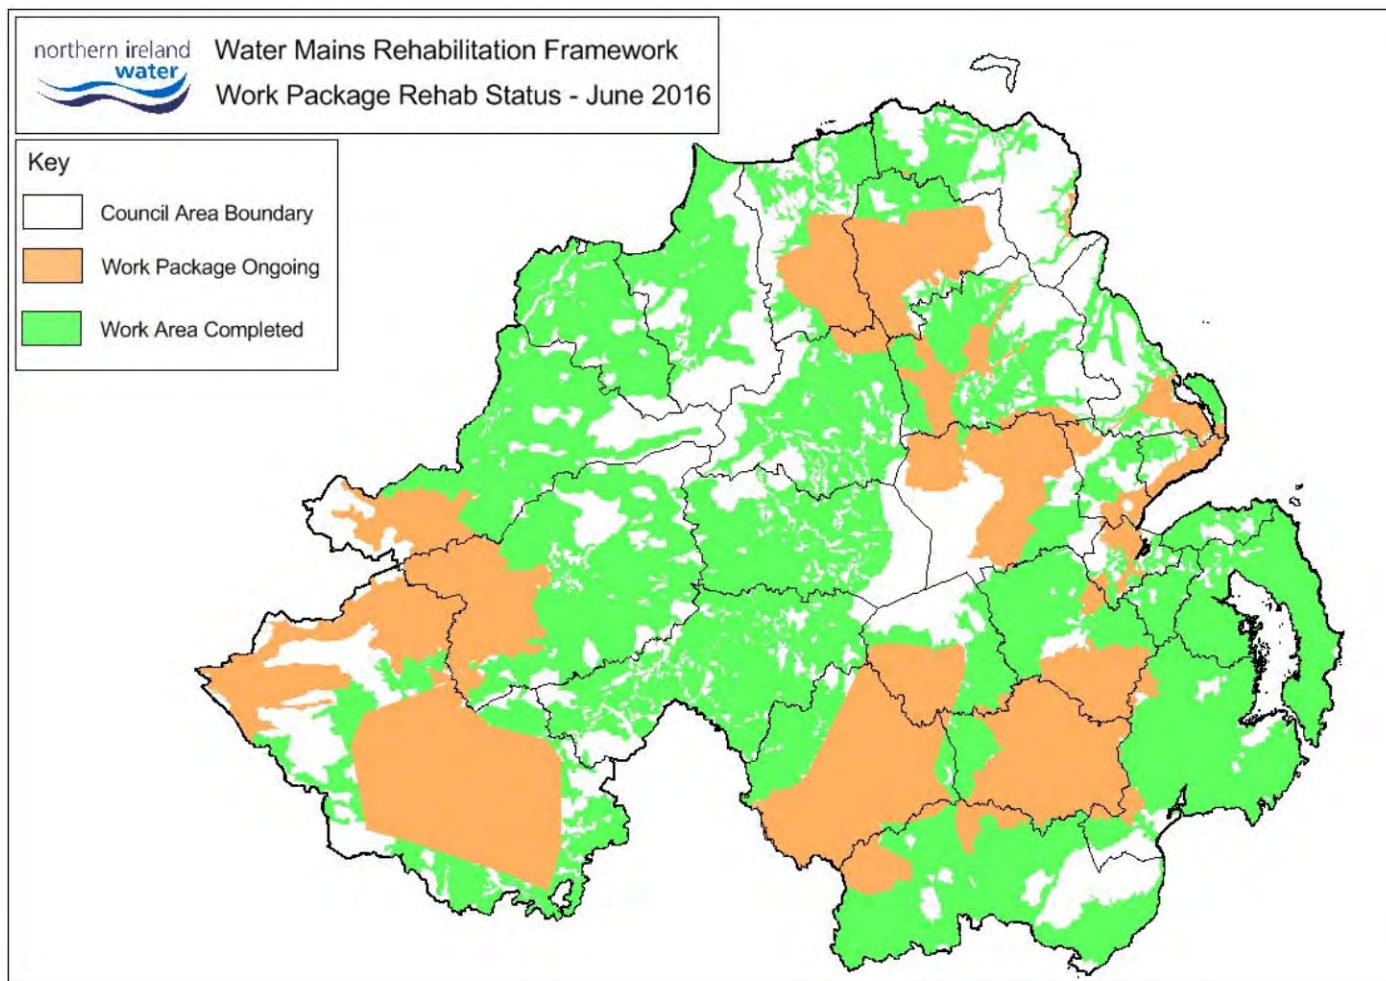 northern ireland
water
Water Mains Rehabilitation Framework
Work Package Rehab Status - June 2016
Key
Council Area Boundary
Work Package Ongoing
Work Area Completed